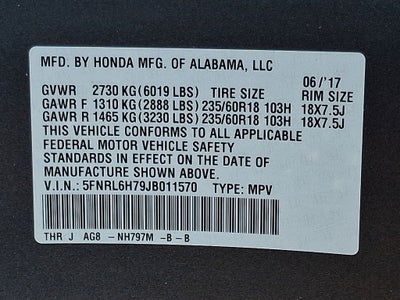 MFD. BY HONDA MFG. OF ALABAMA, LLC
06/'17
GVWR 2730 KG (6019 LBS) TIRE SIZE RIM SIZE
GAWR F 1310 KG (2888 LBS) 235/60R18 103H 18X7.5J
GAWR R 1465 KG (3230 LBS) 235/60R18 103H 18X7.5J
THIS VEHICLE CONFORMS TO ALL APPLICABLE
FEDERAL MOTOR VEHICLE SAFETY
STANDARDS IN EFFECT ON THE DATE OF
MANUFACTURE SHOWN ABOVE.
V.I.N.: 5FNRL6H79JB011570 TYPE: MPV
THR J AG8 - NH797M -B -B